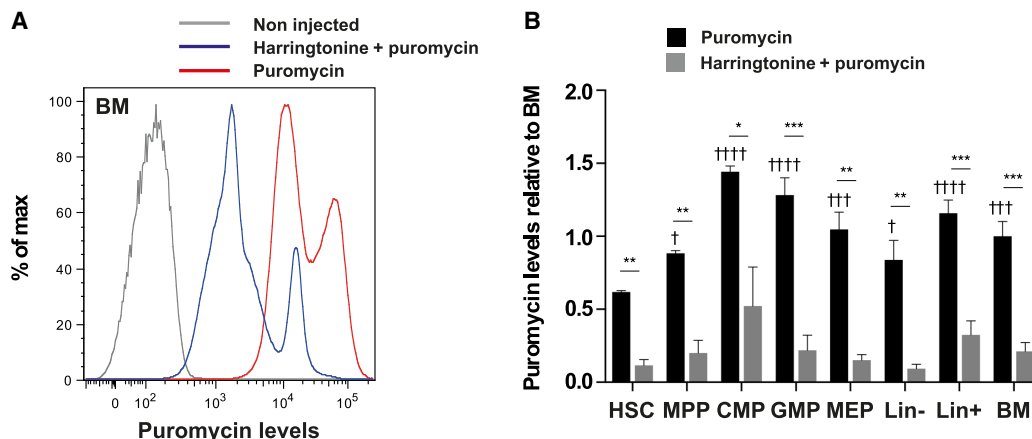 A
Non injected
Harringtonine + puromycin
Puromycin
BM
100
80
60
40
20
0
% of max
0 10² 10³ 10⁴ 10⁵
Puromycin levels
B
Puromycin
Harringtonine + puromycin
Puromycin levels relative to BM
2.0
1.5
1.0
0.5
0.0
** ** * *** ** ** *** ***
† †††† †††† ††† † †††† †††
HSC MPP CMP GMP MEP Lin- Lin+ BM